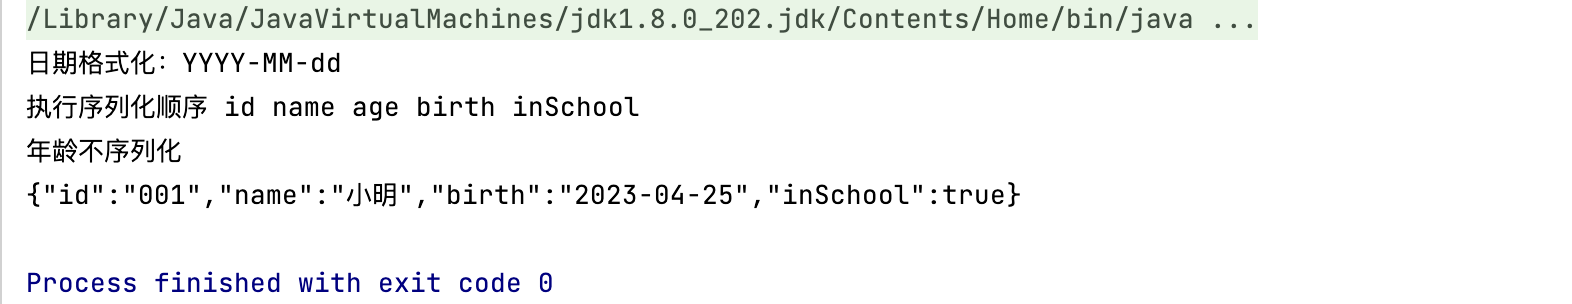 /Library/Java/JavaVirtualMachines/jdk1.8.0_202.jdk/Contents/Home/bin/java ...
日期格式化：YYYY-MM-dd
执行序列化顺序 id name age birth inSchool
年龄不序列化
{"id":"001","name":"小明","birth":"2023-04-25","inSchool":true}
Process finished with exit code 0